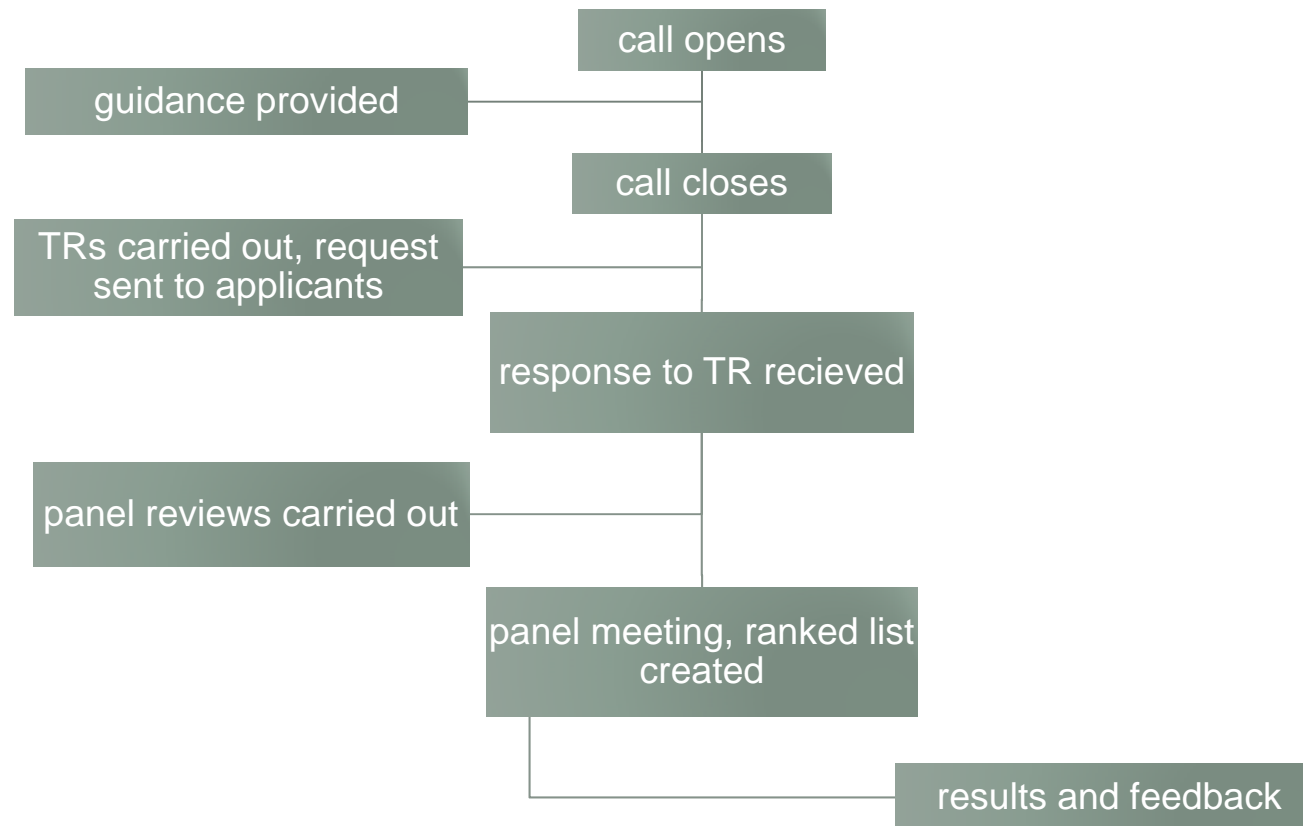 call opens
guidance provided
call closes
TRs carried out, request
sent to applicants
response to TR recieved
panel reviews carried out
panel meeting, ranked list
created
results and feedback